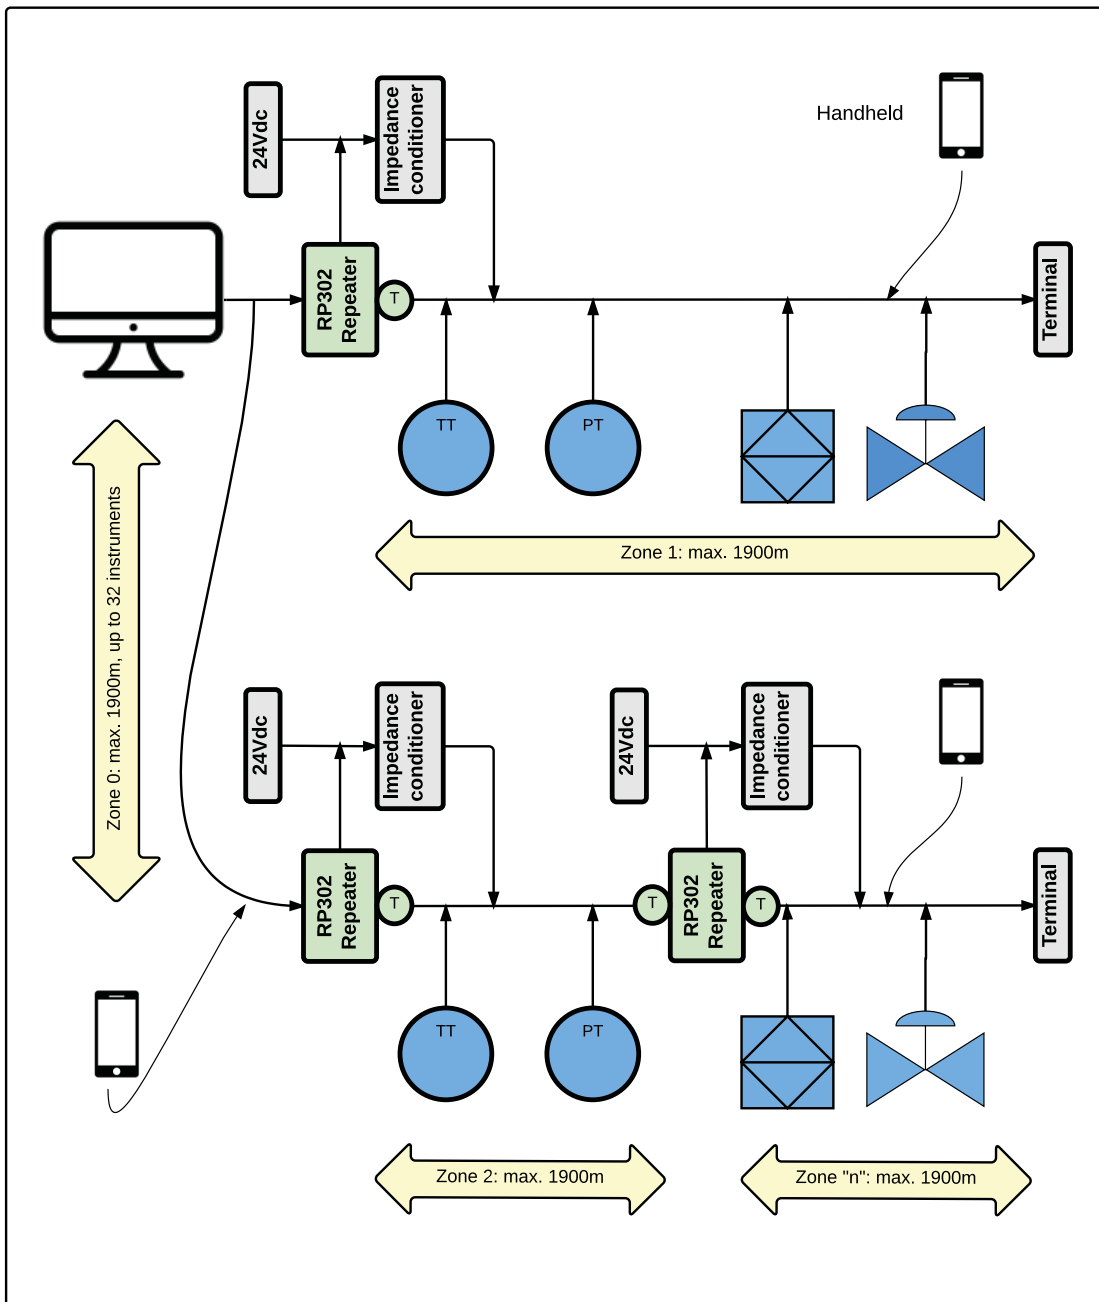 24Vdc
Impedance
conditioner
Handheld
RP302
Repeater
T
Terminal
TT
PT
Zone 1: max. 1900m
Zone 0: max. 1900m, up to 32 instruments
24Vdc
Impedance
conditioner
24Vdc
Impedance
conditioner
RP302
Repeater
T
T
RP302
Repeater
T
Terminal
TT
PT
Zone 2: max. 1900m
Zone "n": max. 1900m